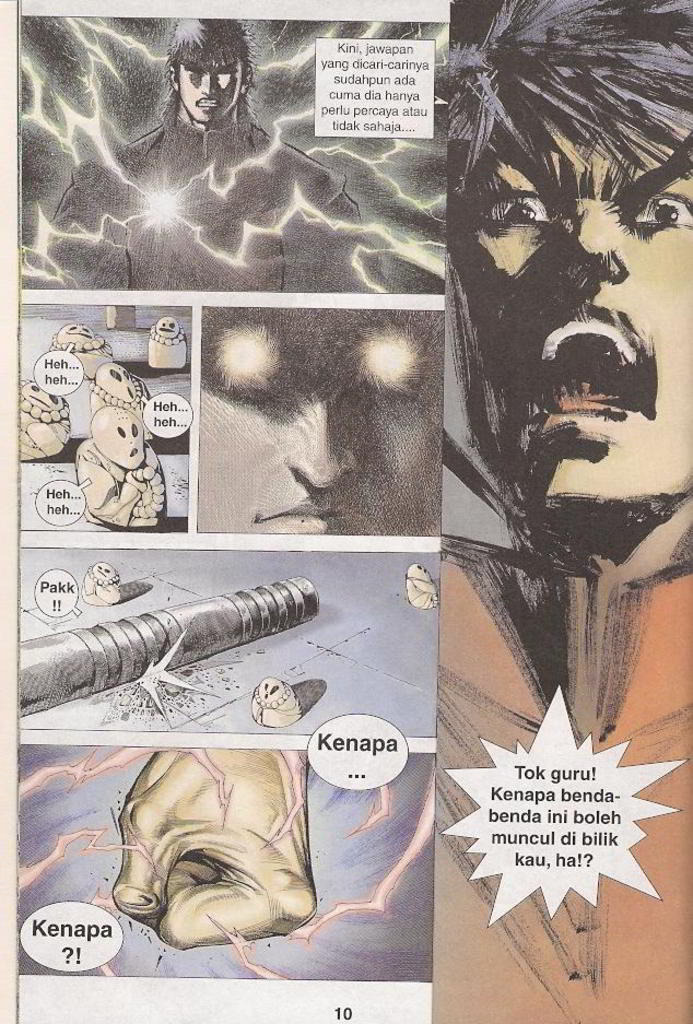 Kini, jawapan
yang dicari-carinya
sudahpun ada
cuma dia hanya
perlu percaya atau
tidak sahaja....
Heh...
heh...
Heh...
heh...
Heh...
heh...
Pakk
!!
Kenapa
...
Kenapa
?!
Tok guru!
Kenapa benda-
benda ini boleh
muncul di bilik
kau, ha!?
10